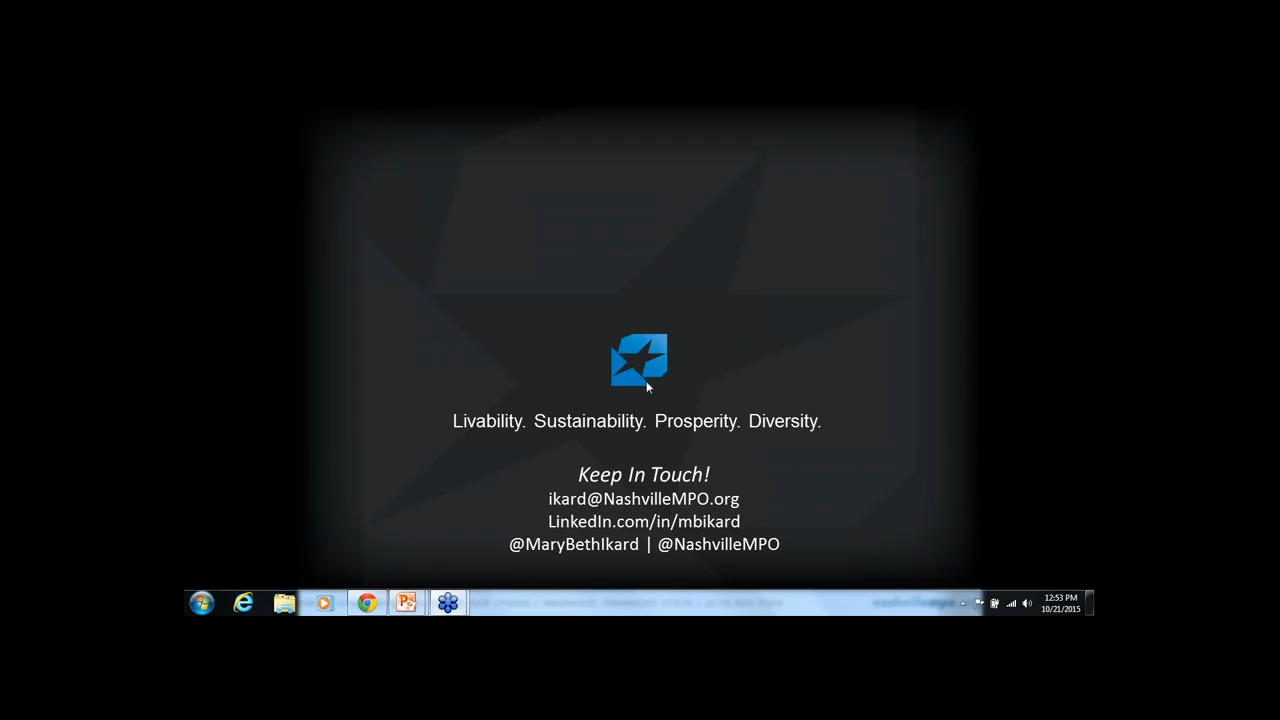 Livability. Sustainability. Prosperity. Diversity.
Keep In Touch!
ikard@NashvilleMPO.org
LinkedIn.com/in/mbikard
@MaryBethIkard | @NashvilleMPO
12:53 PM
10/21/2015